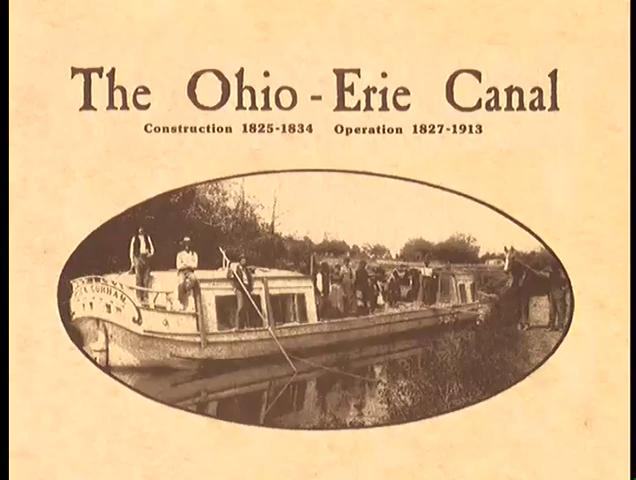 The Ohio-Erie Canal
Construction 1825-1834 Operation 1827-1913